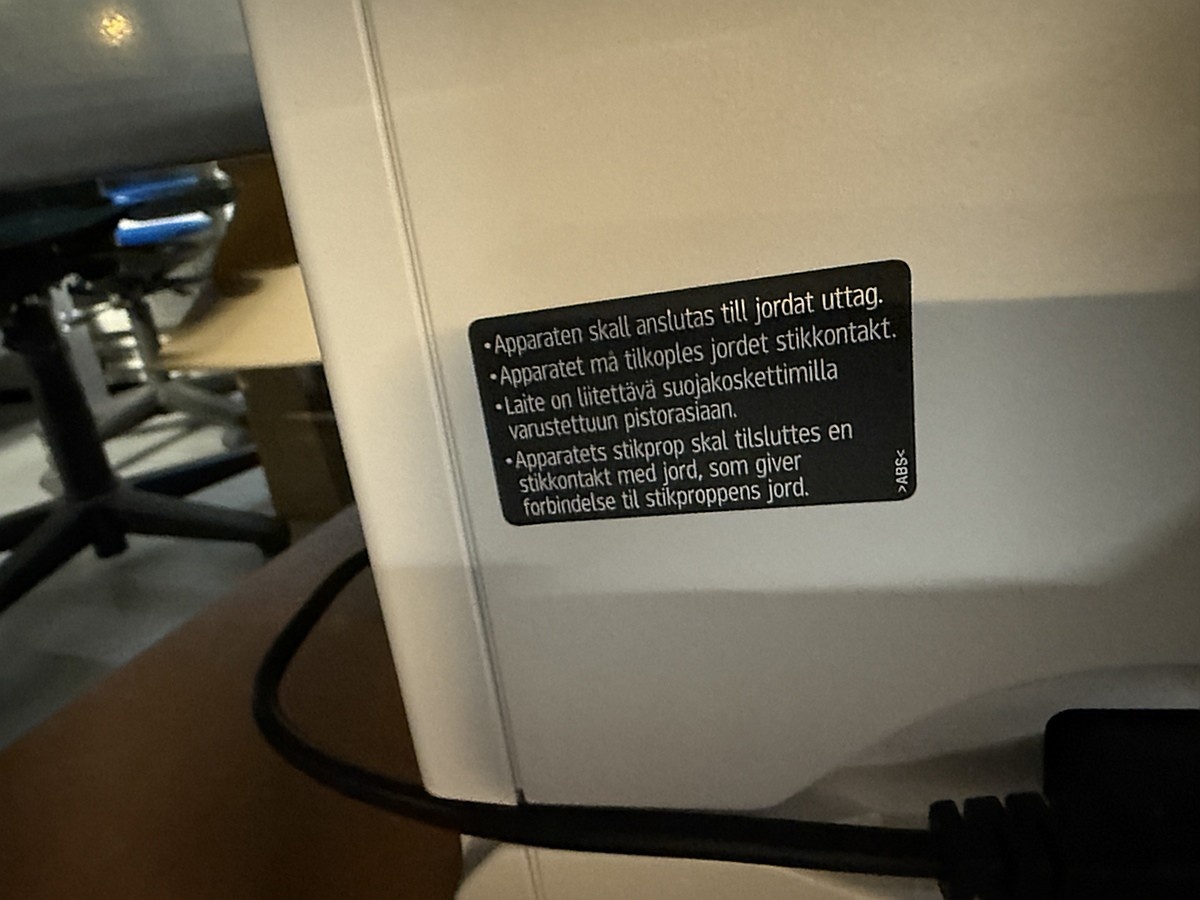 •Apparaten skall anslutas till jordat uttag.
•Apparatet må tilkoples jordet stikkontakt.
•Laite on liitettävä suojakoskettimilla
varustettuun pistorasiaan.
•Apparatets stikprop skal tilsluttes en
stikkontakt med jord, som giver
forbindelse til stikproppens jord.
>ABS<